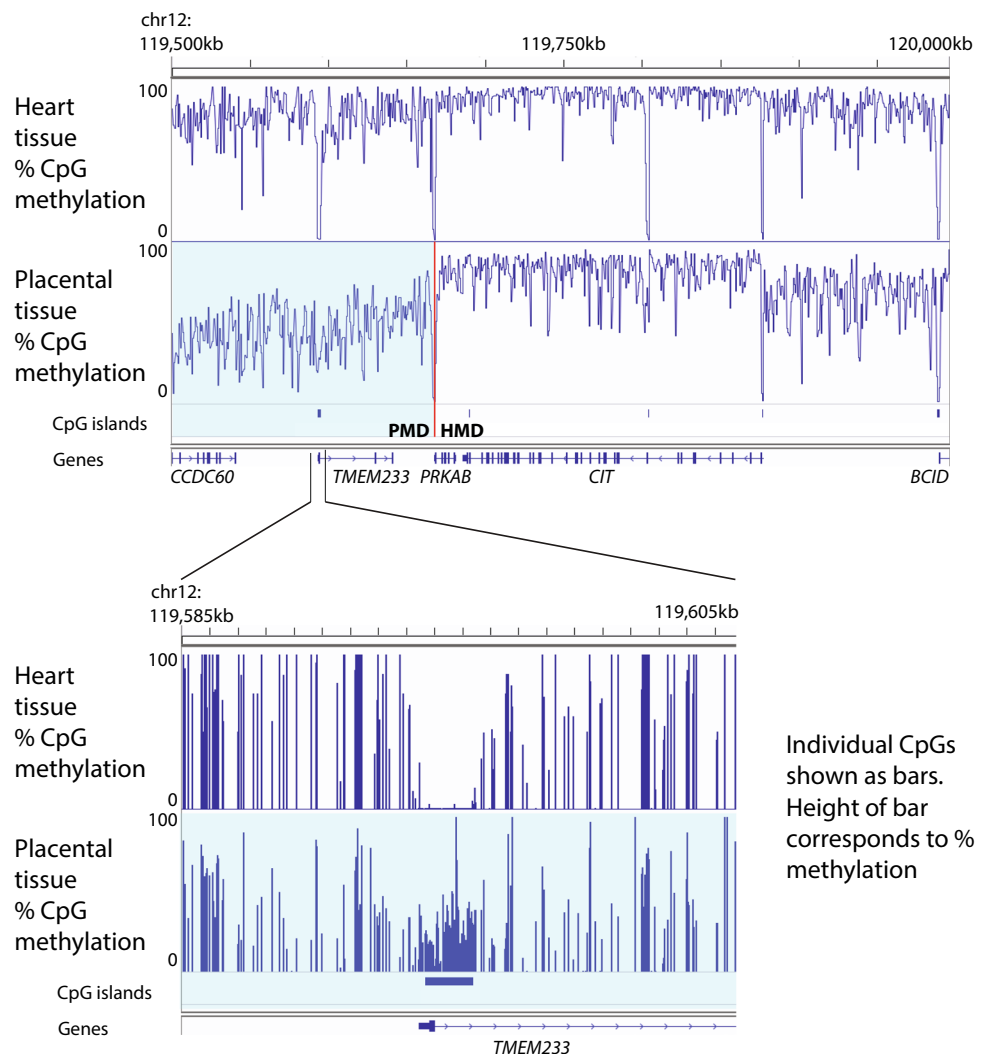 chr12:
119,500kb 119,750kb 120,000kb
Heart
tissue
% CpG
methylation
100
0
Placental
tissue
% CpG
methylation
100
0
CpG islands
PMD HMD
Genes
CCDC60 TMEM233 PRKAB CIT BCID
chr12:
119,585kb 119,605kb
Heart
tissue
% CpG
methylation
100
0
Placental
tissue
% CpG
methylation
100
0
CpG islands
Genes
TMEM233
Individual CpGs
shown as bars.
Height of bar
corresponds to %
methylation